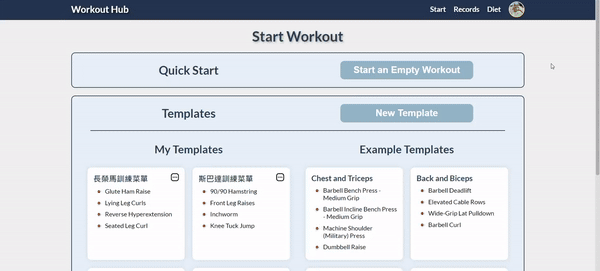 Workout Hub
Start
Records
Diet
Start Workout
Quick Start
Start an Empty Workout
Templates
New Template
My Templates
Example Templates
長榮馬訓練菜單
Glute Ham Raise
Lying Leg Curls
Reverse Hyperextension
Seated Leg Curl
斯巴達訓練菜單
90/90 Hamstring
Front Leg Raises
Inchworm
Knee Tuck Jump
Chest and Triceps
Barbell Bench Press -
Medium Grip
Barbell Incline Bench Press
- Medium Grip
Machine Shoulder
(Military) Press
Dumbbell Raise
Back and Biceps
Barbell Deadlift
Elevated Cable Rows
Wide-Grip Lat Pulldown
Barbell Curl